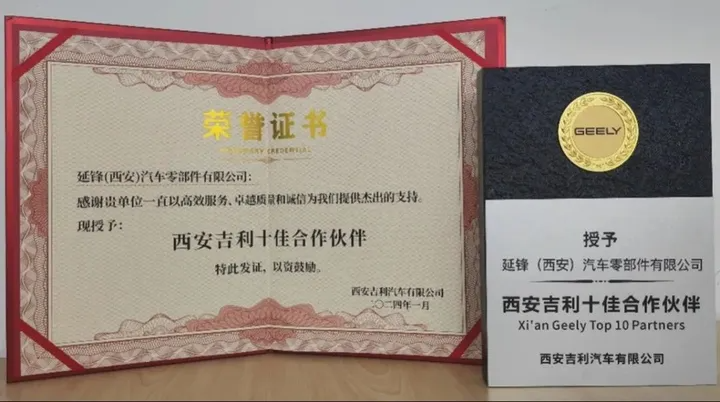 荣誉证书
HONORARY CREDENTIAL
延锋(西安)汽车零部件有限公司:
感谢贵单位一直以高效服务、卓越质量和诚信为我们提供杰出的支持。
现授予:
西安吉利十佳合作伙伴
特此发证,以资鼓励。
西安吉利汽车有限公司
二〇二四年一月
GEELY
授予
延锋（西安）汽车零部件有限公司
西安吉利十佳合作伙伴
Xi'an Geely Top 10 Partners
西安吉利汽车有限公司